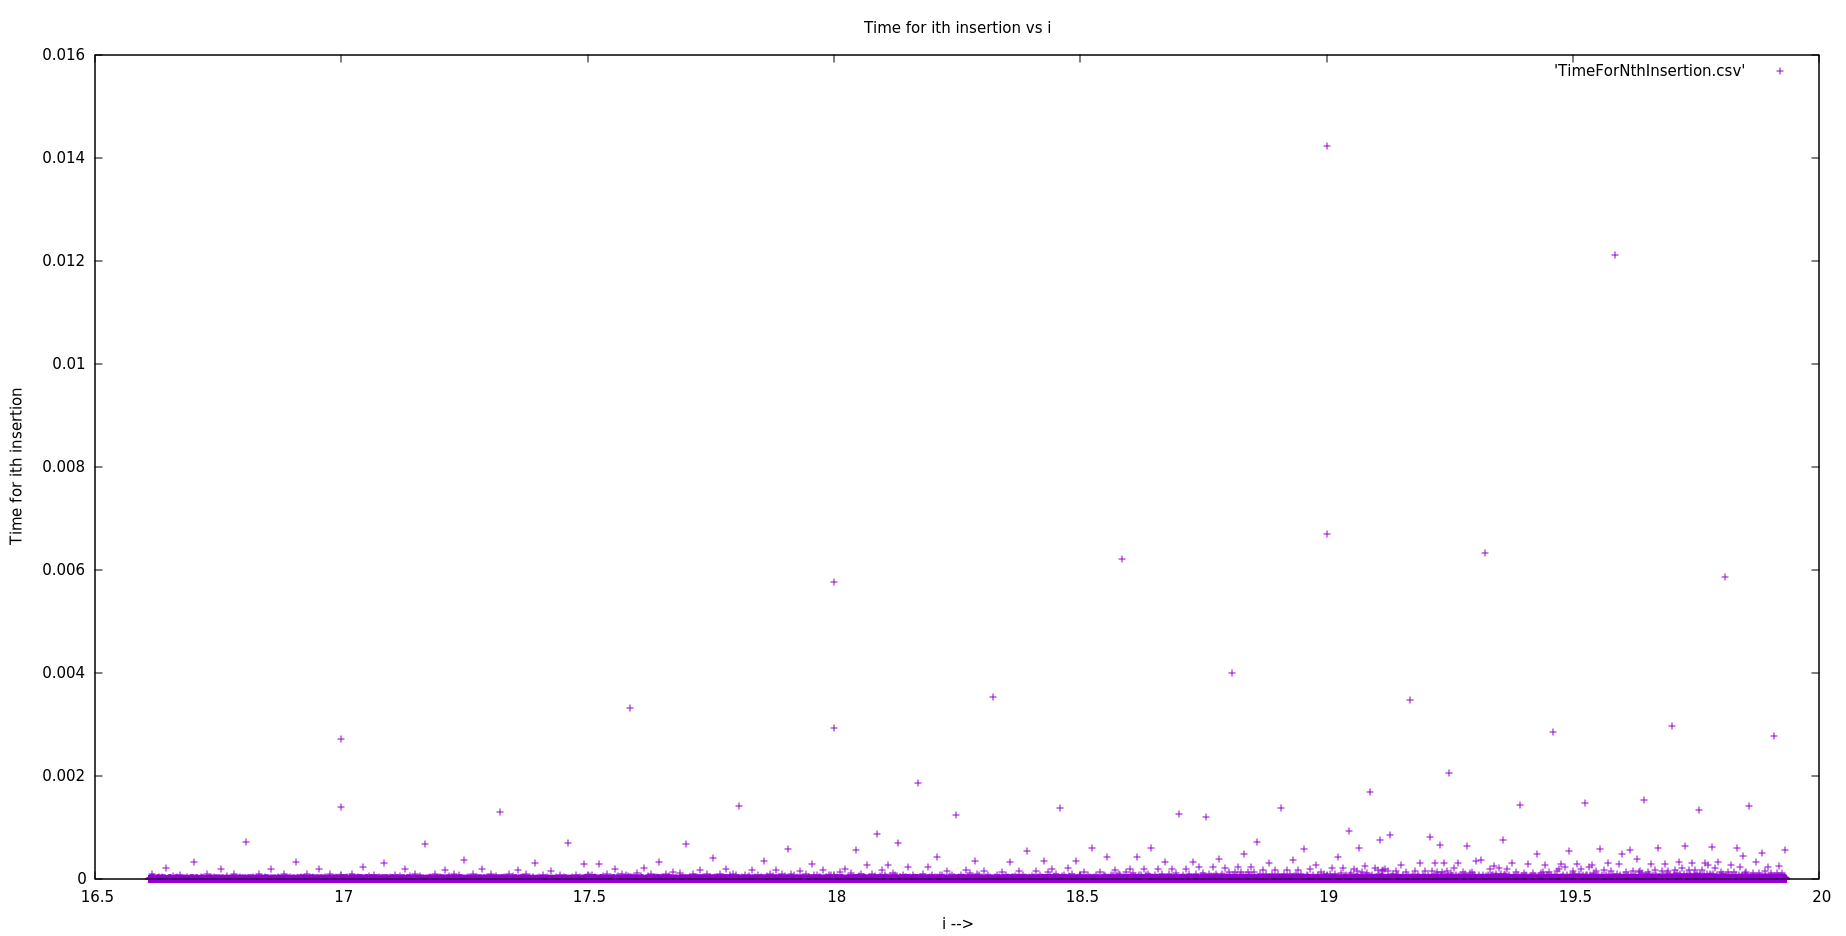 Time for ith insertion vs i
0.016
'TimeForNthInsertion.csv'
0.014
0.012
0.01
0.008
Time for ith insertion
0.006
0.004
0.002
0
16.5 17 17.5 18 18.5 19 19.5 20
i -->